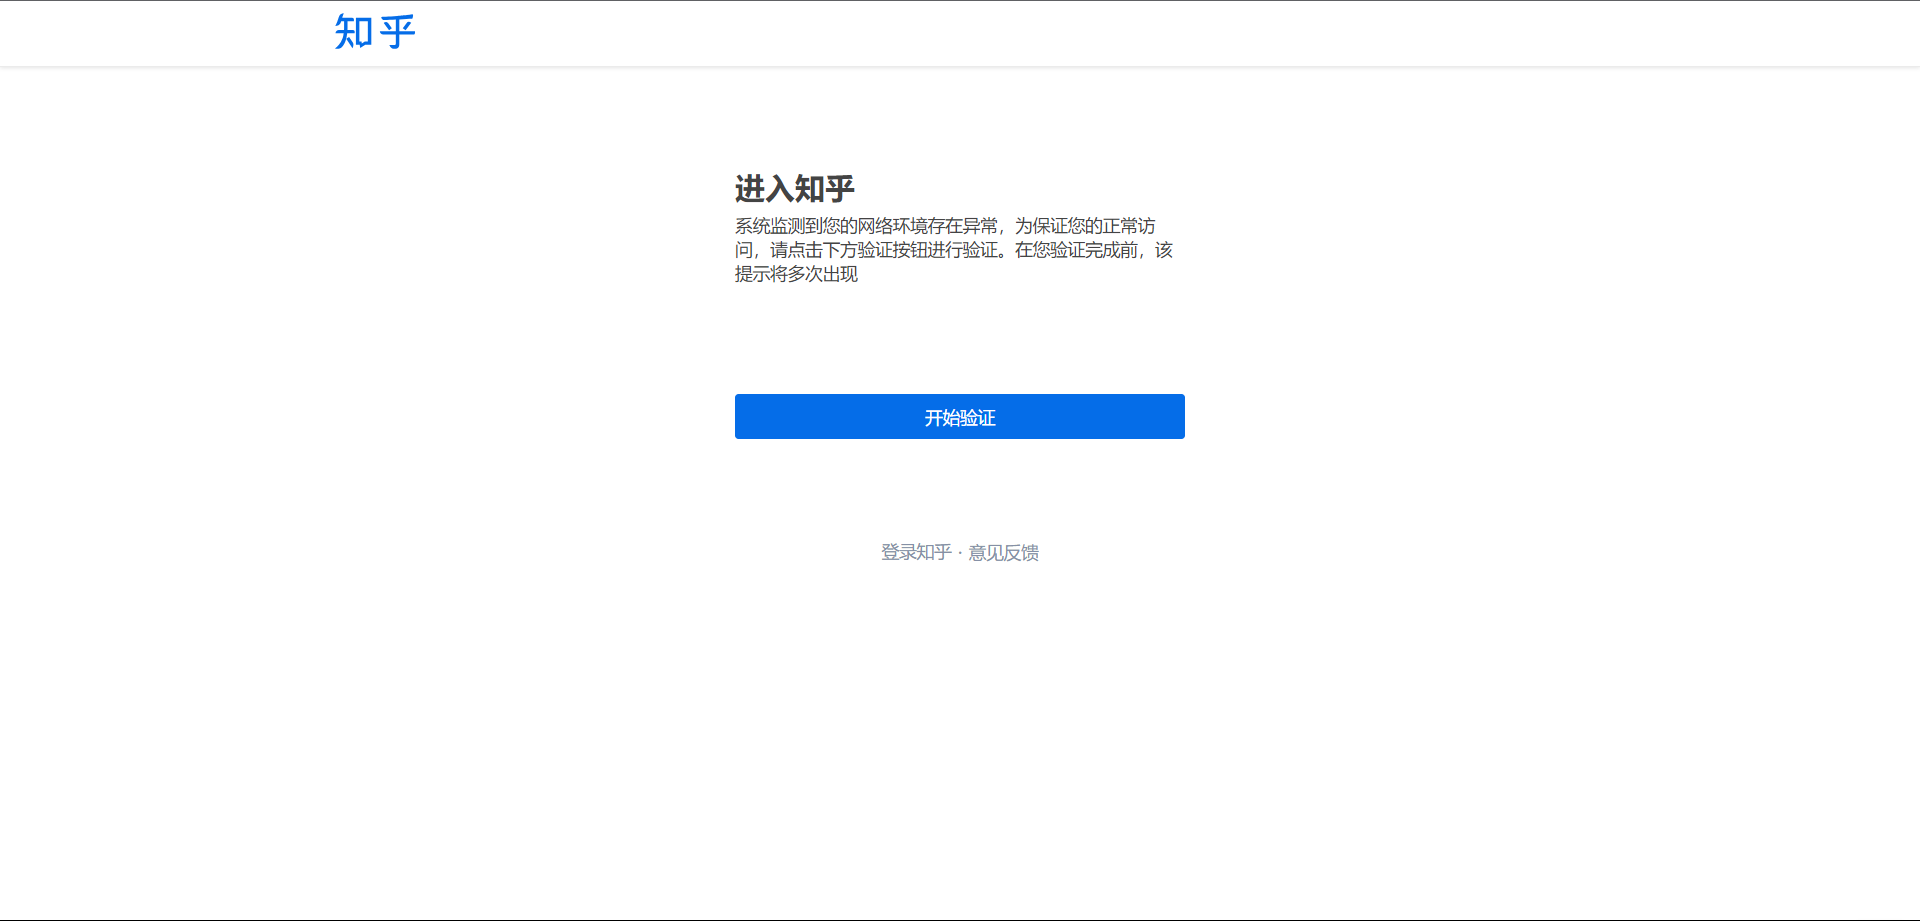 知乎
进入知乎
系统监测到您的网络环境存在异常，为保证您的正常访
问，请点击下方验证按钮进行验证。在您验证完成前，该
提示将多次出现
开始验证
登录知乎 · 意见反馈